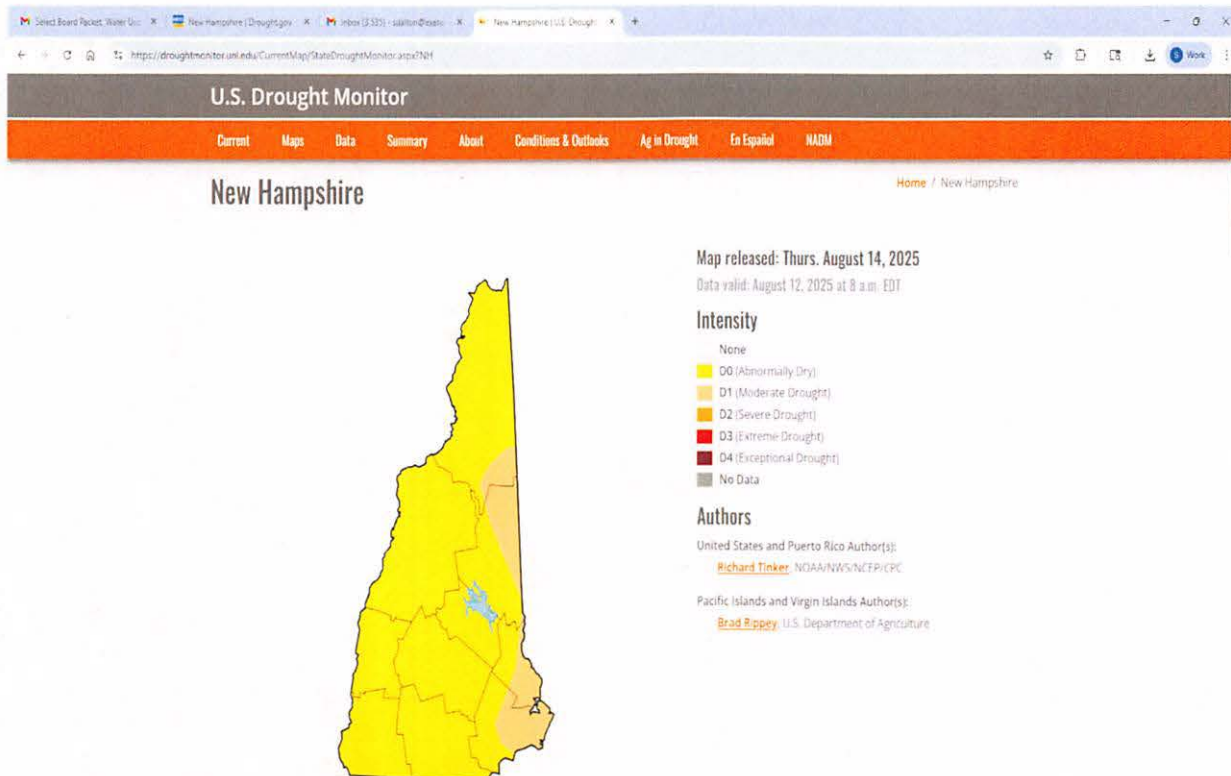 Select Board Packet, Water
New Hampshire | Drought.gov
New Hampshire | U.S. Drought
https://droughtmonitor.unl.edu/CurrentMap/StateDroughtMonitor.aspx?NH
Work
U.S. Drought Monitor
Current Maps Data Summary About Conditions & Outlooks Ag in Drought En Español NADM
New Hampshire
Home / New Hampshire
Map released: Thurs. August 14, 2025
Data valid: August 12, 2025 at 8 a.m. EDT
Intensity
None
D0 (Abnormally Dry)
D1 (Moderate Drought)
D2 (Severe Drought)
D3 (Extreme Drought)
D4 (Exceptional Drought)
No Data
Authors
United States and Puerto Rico Author(s):
Richard Tinker, NOAA/NWS/NCEP/CPC
Pacific Islands and Virgin Islands Author(s):
Brad Rippey, U.S. Department of Agriculture